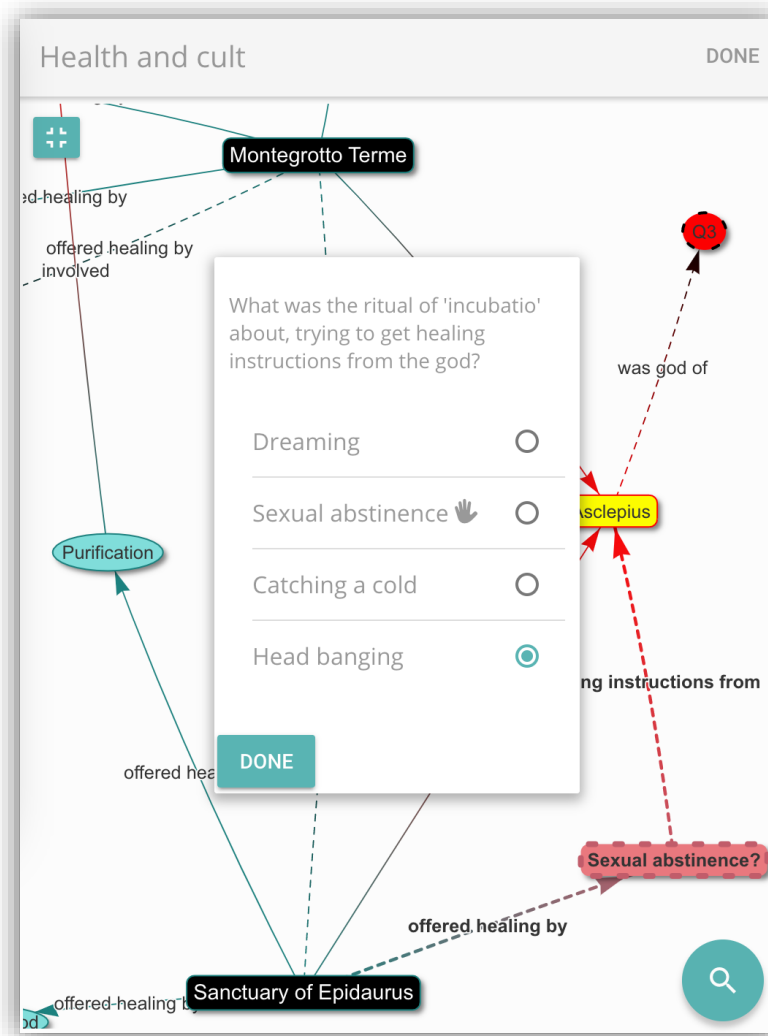 Health and cult
DONE
Montegrotto Terme
ed healing by
offered healing by
involved
Q3
What was the ritual of 'incubatio'
about, trying to get healing
instructions from the god?
was god of
Dreaming
Sexual abstinence
Asclepius
Purification
Catching a cold
Head banging
ng instructions from
DONE
offered hea
Sexual abstinence?
offered healing by
Sanctuary of Epidaurus
offered healing b
od